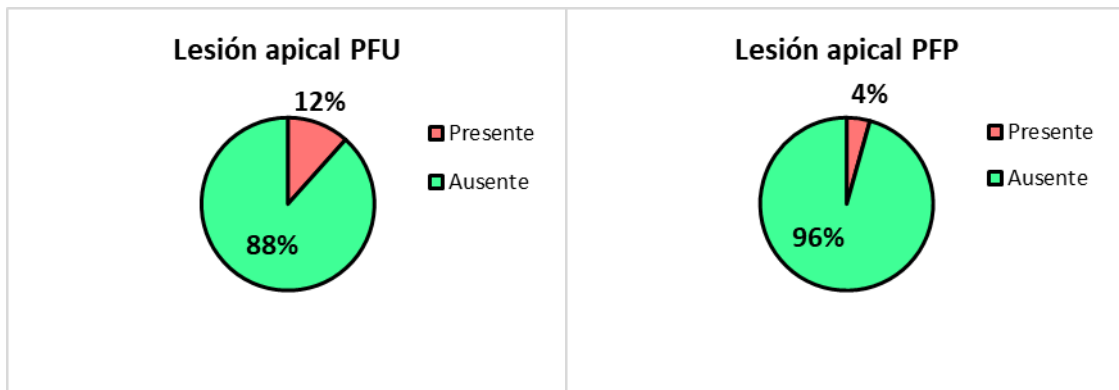 Lesión apical PFU
12%
Presente
Ausente
88%
Lesión apical PFP
4%
Presente
Ausente
96%